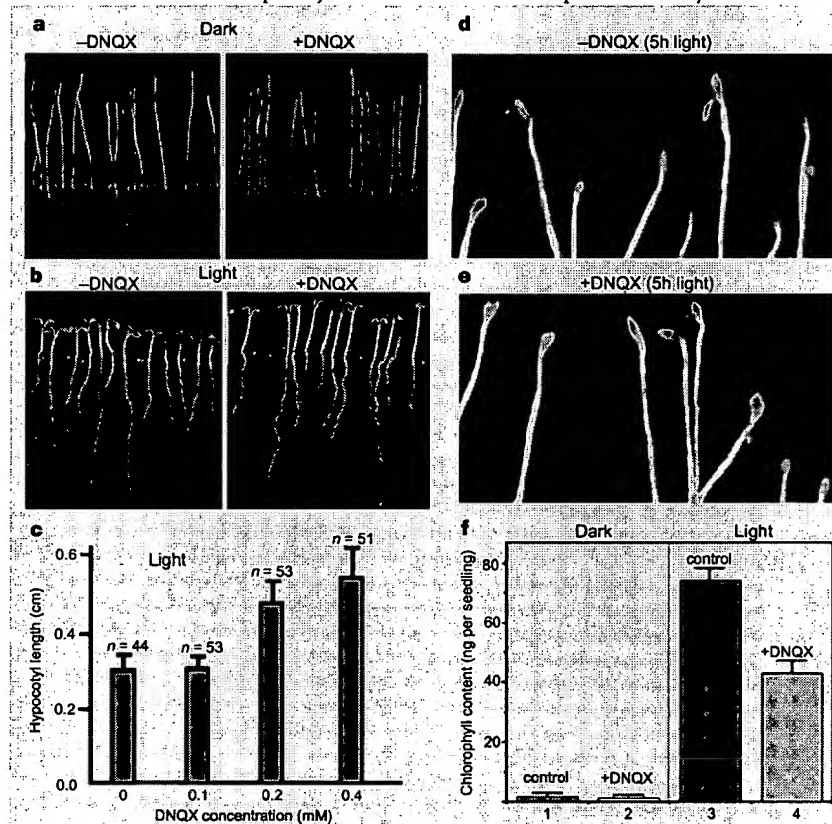 a
Dark
–DNQX +DNQX
b
Light
–DNQX +DNQX
c
Light
n = 44
n = 53
n = 53
n = 51
Hypocotyl length (cm)
0.6
0.4
0.2
0.0
0 0.1 0.2 0.4
DNQX concentration (mM)
d
–DNQX (5h light)
e
+DNQX (5h light)
f
Dark Light
Chlorophyll content (ng per seedling)
80
60
40
20
control
+DNQX
control
+DNQX
1 2 3 4